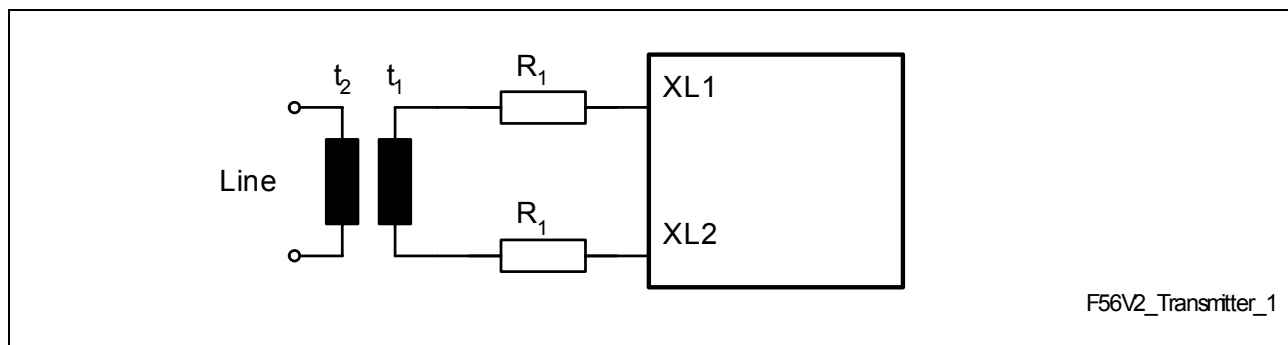 t2 t1
R1
XL1
Line
R1
XL2
F56V2_Transmitter_1